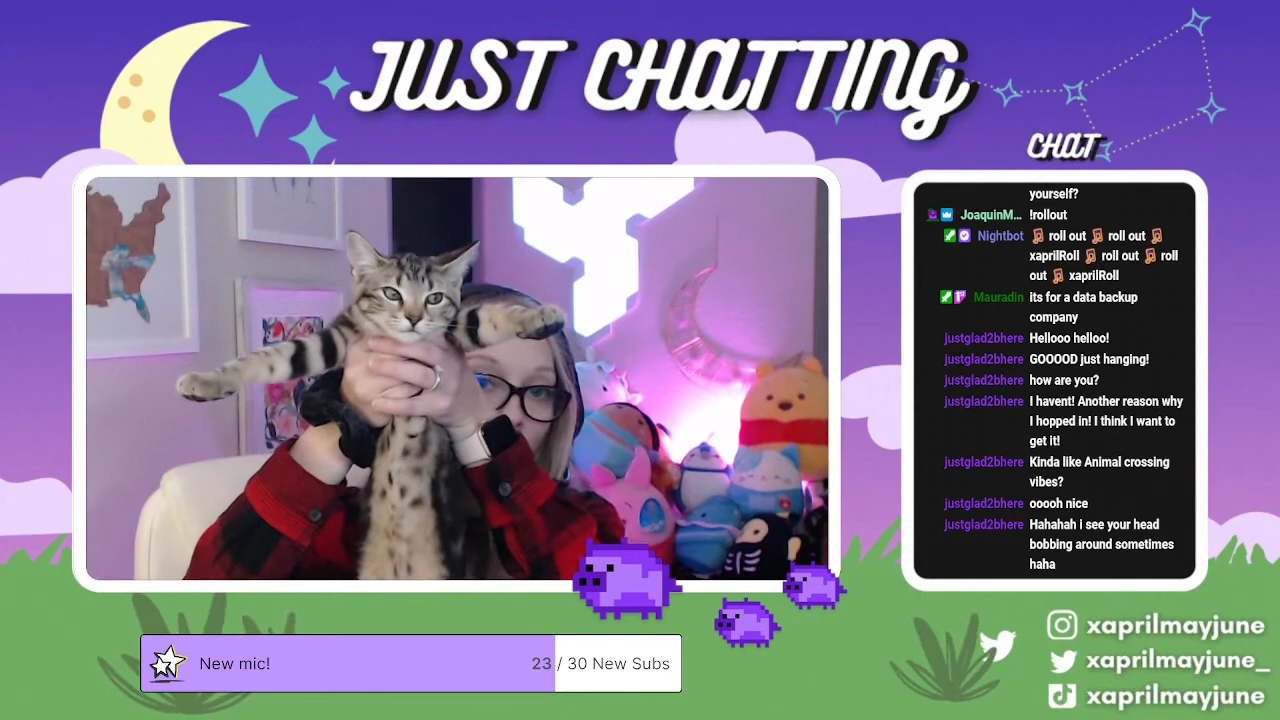 JUST CHATTING
CHAT
yourself?
JoaquinM... !rollout
Nightbot roll out roll out
xaprilRoll roll out roll
out xaprilRoll
Mauradin its for a data backup
company
justglad2bhere Hellooo helloo!
justglad2bhere GOOOOD just hanging!
justglad2bhere how are you?
justglad2bhere I havent! Another reason why
I hopped in! I think I want to
get it!
justglad2bhere Kinda like Animal crossing
vibes?
justglad2bhere ooooh nice
justglad2bhere Hahahah i see your head
bobbing around sometimes
haha
New mic! 23 / 30 New Subs
xaprilmayjune
xaprilmayjune_
xaprilmayjune